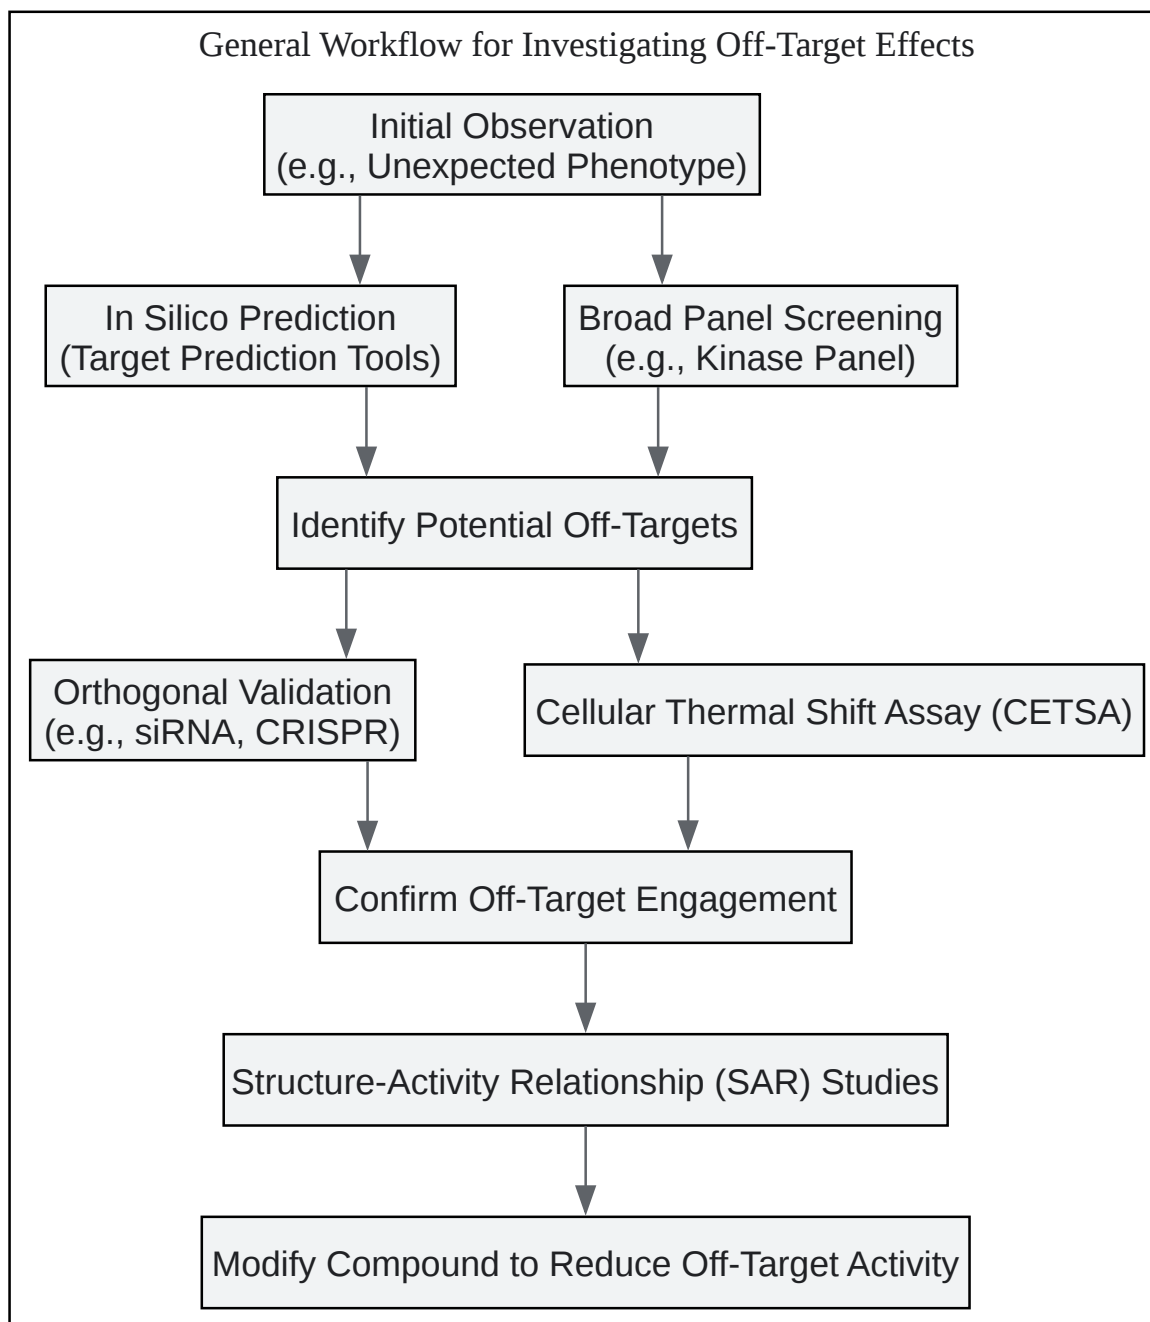 General Workflow for Investigating Off-Target Effects
Initial Observation
(e.g., Unexpected Phenotype)
In Silico Prediction
(Target Prediction Tools)
Broad Panel Screening
(e.g., Kinase Panel)
Identify Potential Off-Targets
Orthogonal Validation
(e.g., siRNA, CRISPR)
Cellular Thermal Shift Assay (CETSA)
Confirm Off-Target Engagement
Structure-Activity Relationship (SAR) Studies
Modify Compound to Reduce Off-Target Activity